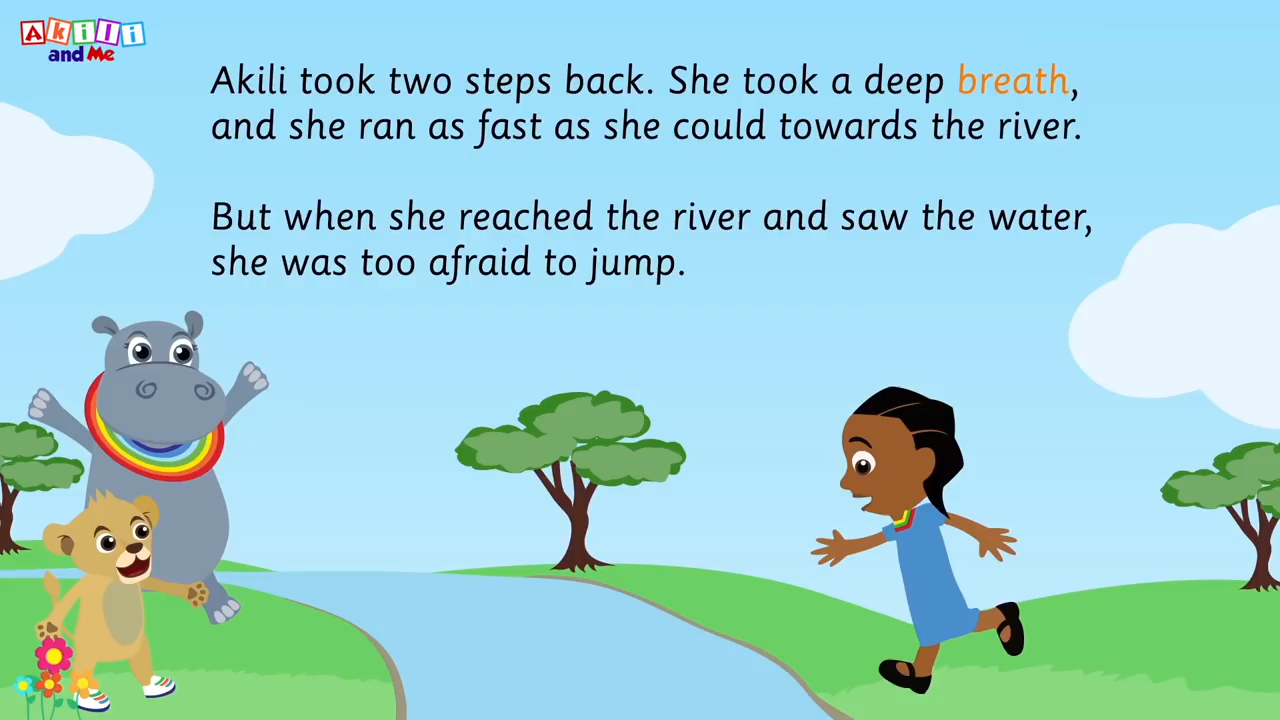 Akili
and Me
Akili took two steps back. She took a deep breath,
and she ran as fast as she could towards the river.
But when she reached the river and saw the water,
she was too afraid to jump.